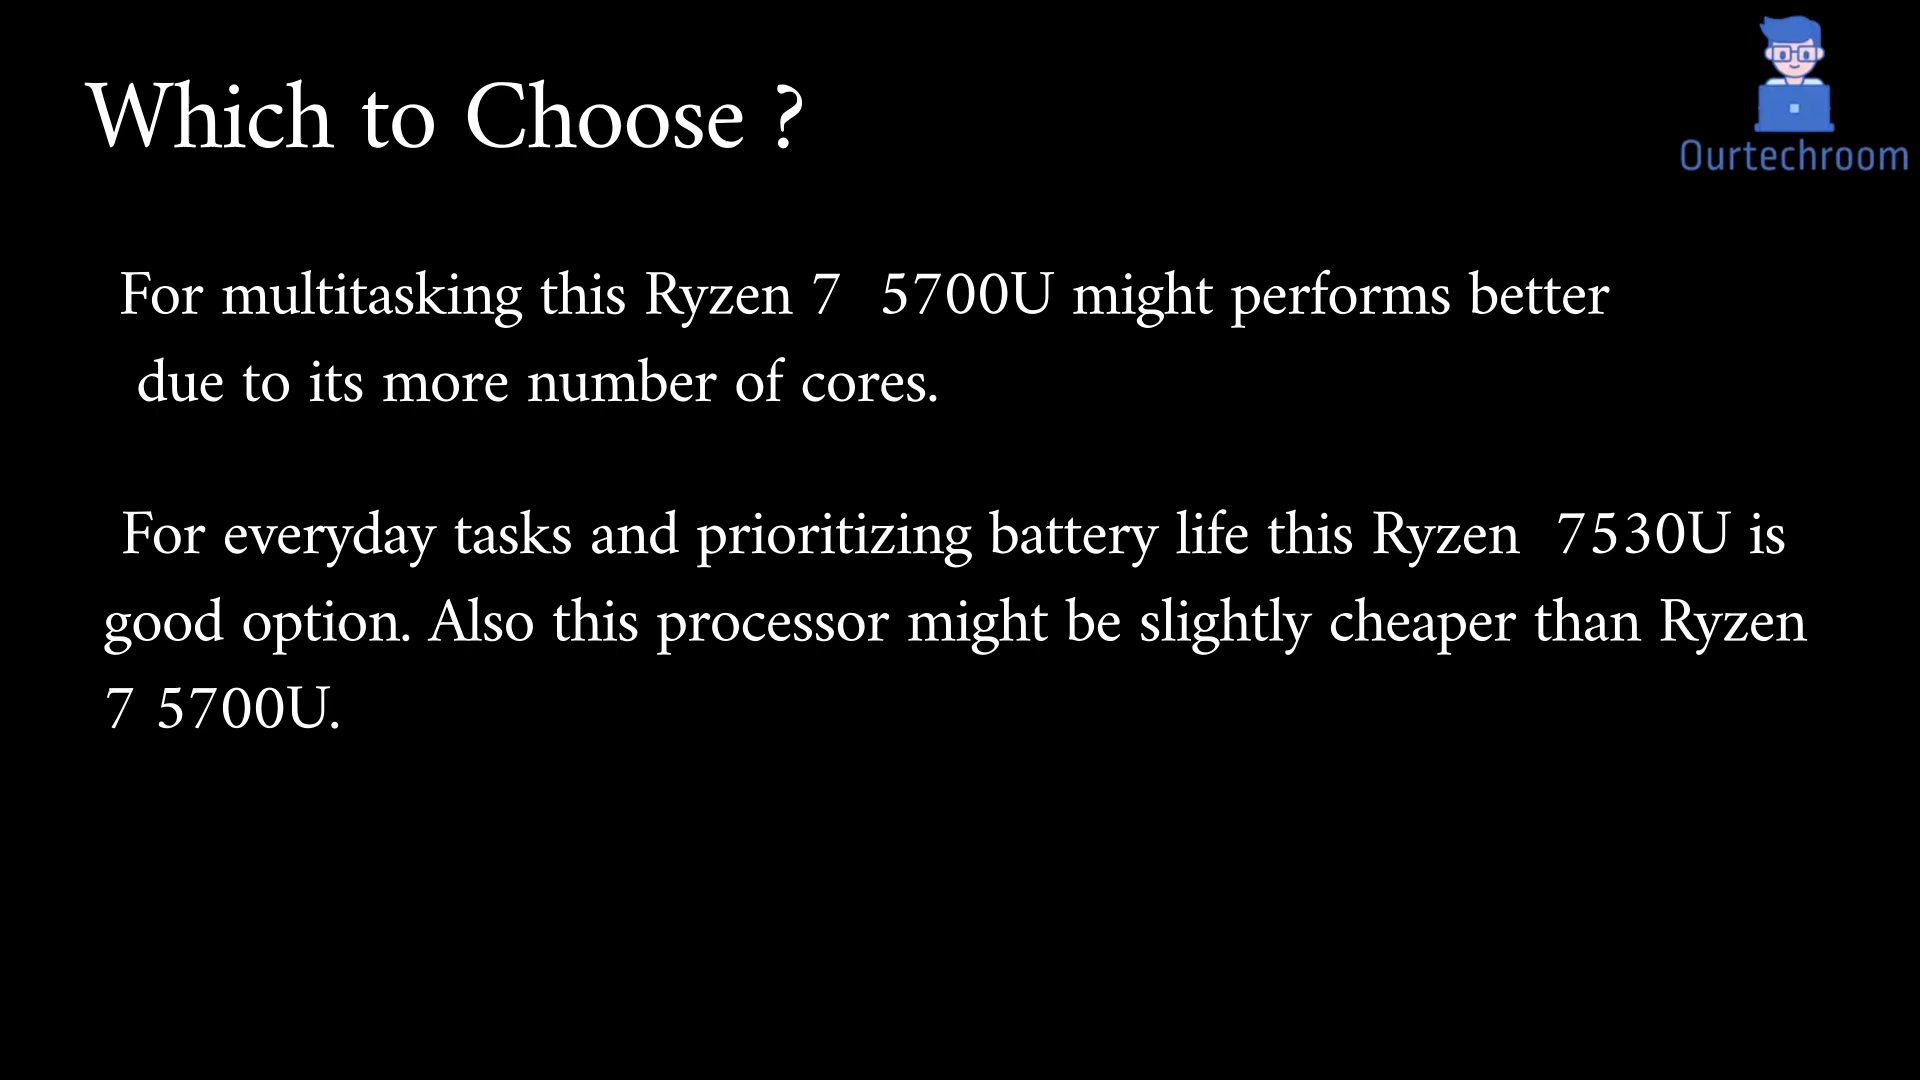 Which to Choose ?
Ourtechroom
For multitasking this Ryzen 7 5700U might performs better
due to its more number of cores.
For everyday tasks and prioritizing battery life this Ryzen 7530U is
good option. Also this processor might be slightly cheaper than Ryzen
7 5700U.